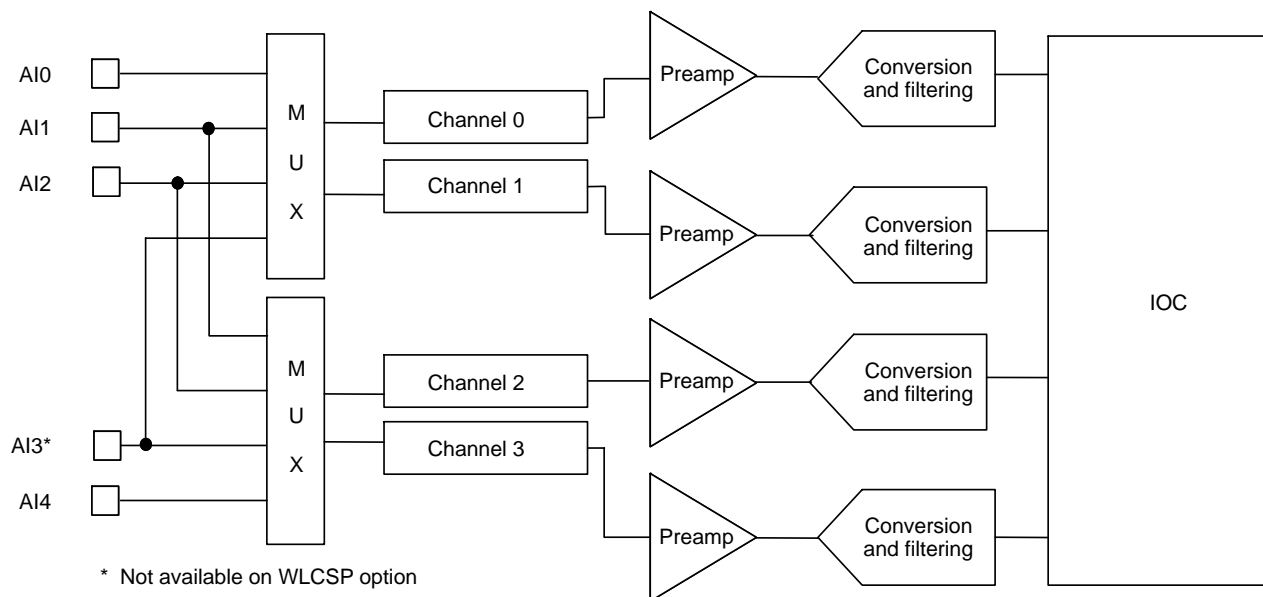 AI0
AI1
AI2
AI3*
AI4
M
U
X
M
U
X
Channel 0
Channel 1
Channel 2
Channel 3
Preamp
Preamp
Preamp
Preamp
Conversion
and filtering
Conversion
and filtering
Conversion
and filtering
Conversion
and filtering
IOC
* Not available on WLCSP option